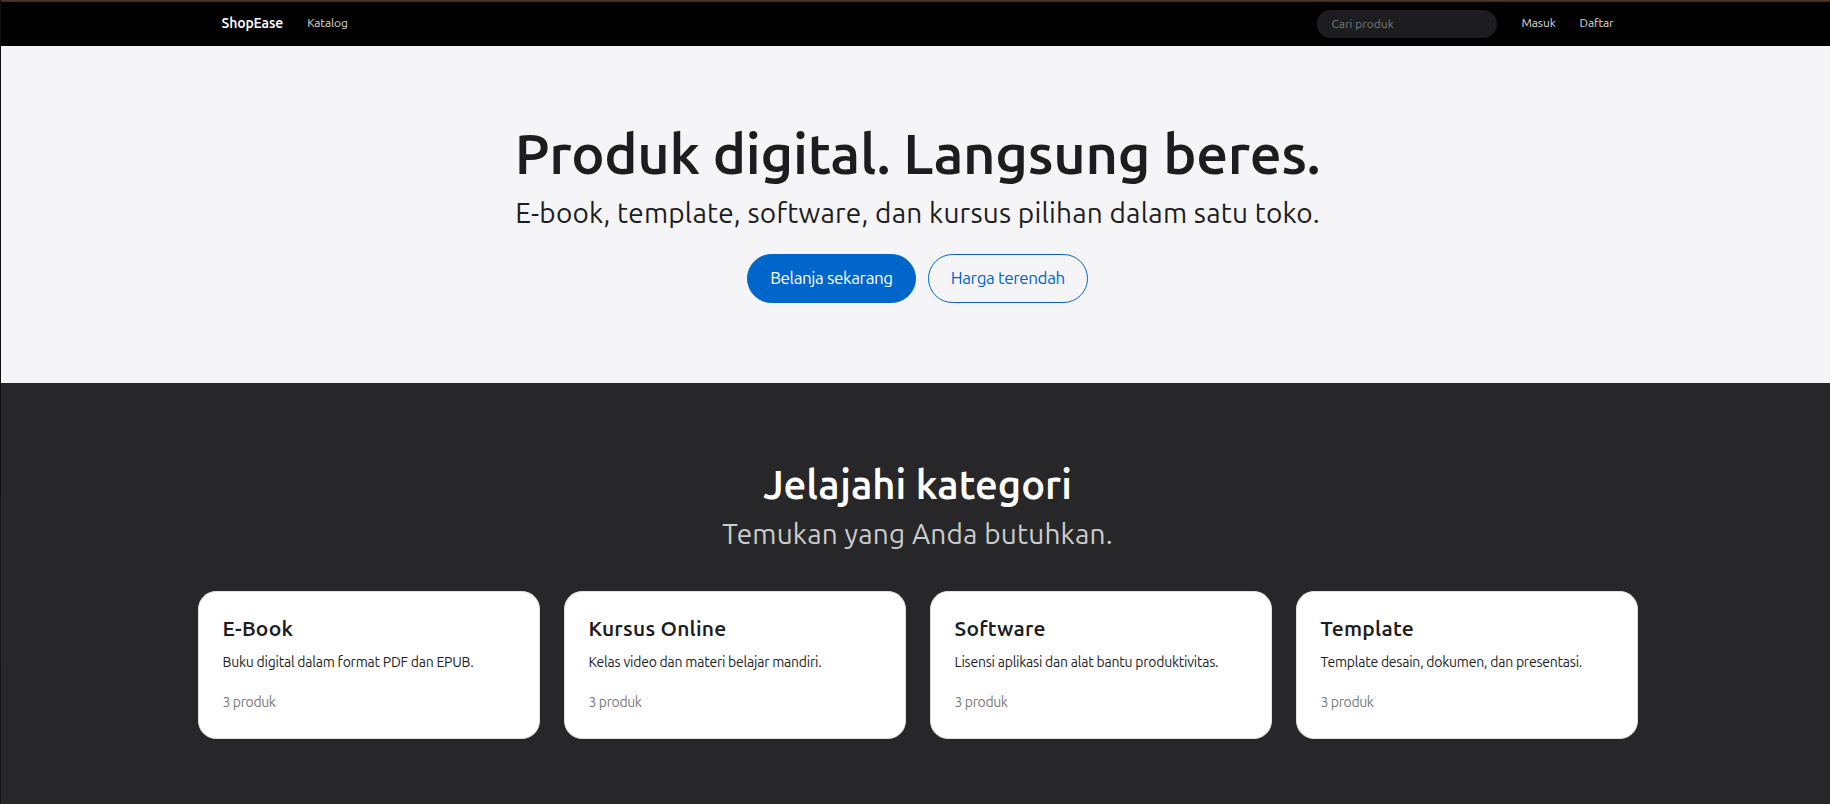 ShopEase Katalog Cari produk Masuk Daftar
Produk digital. Langsung beres.
E-book, template, software, dan kursus pilihan dalam satu toko.
Belanja sekarang Harga terendah
Jelajahi kategori
Temukan yang Anda butuhkan.
E-Book
Buku digital dalam format PDF dan EPUB.
3 produk
Kursus Online
Kelas video dan materi belajar mandiri.
3 produk
Software
Lisensi aplikasi dan alat bantu produktivitas.
3 produk
Template
Template desain, dokumen, dan presentasi.
3 produk